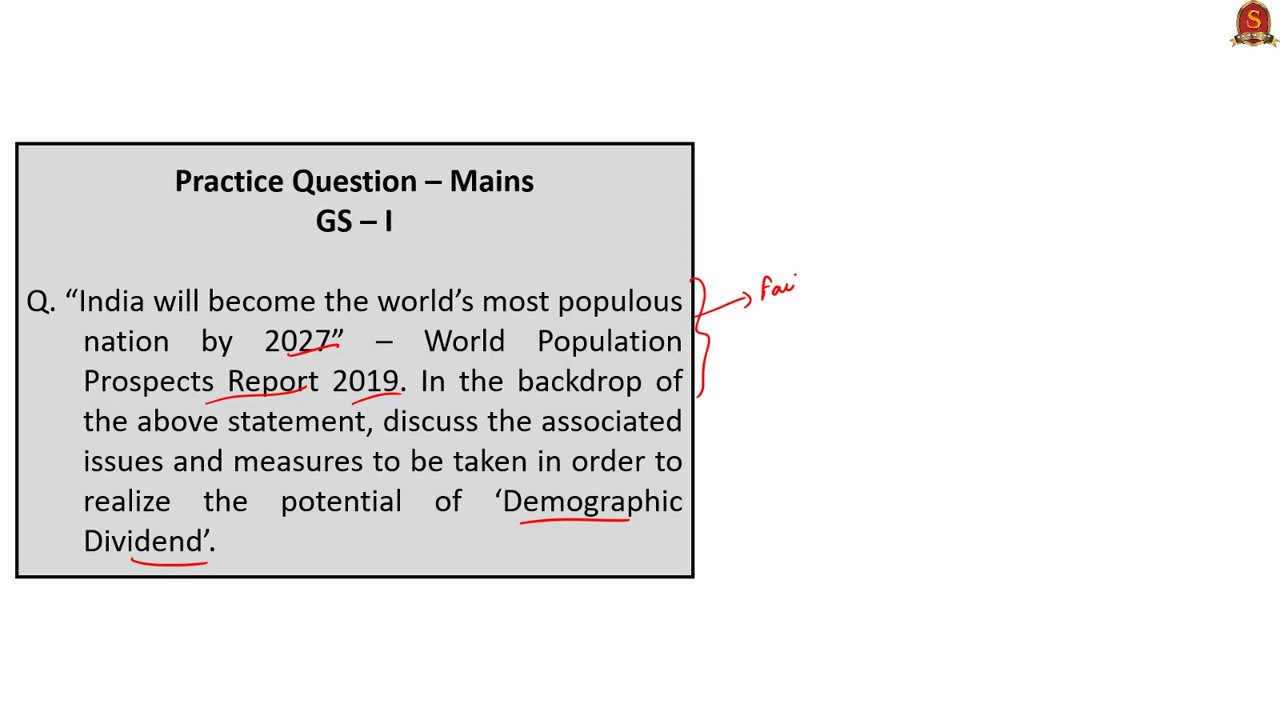 S
Practice Question – Mains
GS – I
Q. “India will become the world’s most populous
nation by 2027” – World Population
Prospects Report 2019. In the backdrop of
the above statement, discuss the associated
issues and measures to be taken in order to
realize the potential of ‘Demographic
Dividend’.